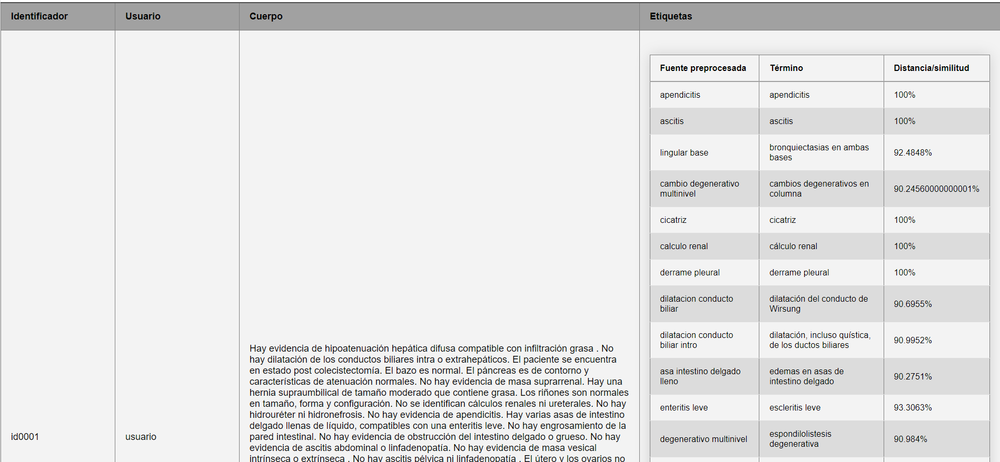 Identificador Usuario Cuerpo Etiquetas
id0001
usuario
Hay evidencia de hipoatenuación hepática difusa compatible con infiltración grasa . No
hay dilatación de los conductos biliares intra o extrahepáticos. El paciente se encuentra
en estado post colecistectomía. El bazo es normal. El páncreas es de contorno y
características de atenuación normales. No hay evidencia de masa suprarrenal. Hay una
hernia supraumbilical de tamaño moderado que contiene grasa. Los riñones son normales
en tamaño, forma y configuración. No se identifican cálculos renales ni ureterales. No hay
hidrouréter ni hidronefrosis. No hay evidencia de apendicitis. Hay varias asas de intestino
delgado llenas de líquido, compatibles con una enteritis leve. No hay engrosamiento de la
pared intestinal. No hay evidencia de obstrucción del intestino delgado o grueso. No hay
evidencia de ascitis abdominal o linfadenopatía. No hay evidencia de masa vesical
intrínseca o extrínseca . No hay ascitis pélvica ni linfadenopatía . El útero y los ovarios no
Fuente preprocesada Término Distancia/similitud
apendicitis apendicitis 100%
ascitis ascitis 100%
lingular base bronquiectasias en ambas
bases 92.4848%
cambio degenerativo
multinivel cambios degenerativos en
columna 90.24560000000001%
cicatriz cicatriz 100%
calculo renal cálculo renal 100%
derrame pleural derrame pleural 100%
dilatacion conducto
biliar dilatación del conducto de
Wirsung 90.6955%
dilatacion conducto
biliar intro dilatación, incluso quística,
de los ductos biliares 90.9952%
asa intestino delgado
lleno edemas en asas de
intestino delgado 90.2751%
enteritis leve escleritis leve 93.3063%
degenerativo multinivel espondilolistesis
degenerativa 90.984%